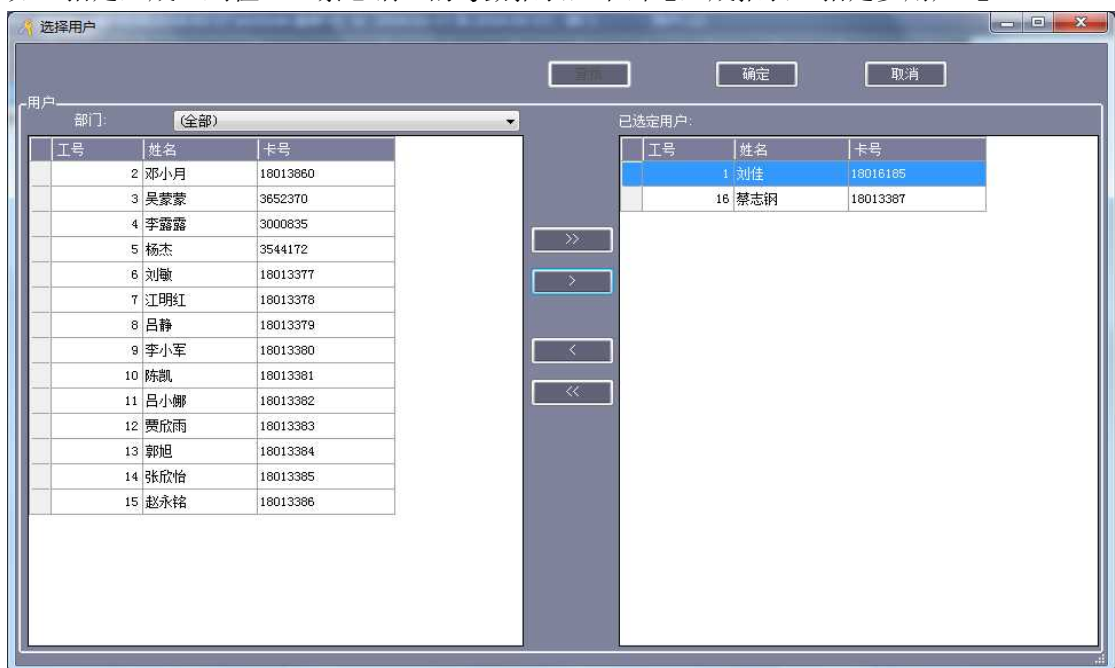 选择用户
确定 取消
用户
部门: (全部) 已选定用户:
工号 姓名 卡号 工号 姓名 卡号
2 邓小月 18013860 1 刘佳 18016185
3 吴蒙蒙 3652370 16 蔡志钢 18013387
4 李露露 3000835
>>
5 杨杰 3544172
6 刘敏 18013377
>
7 江明红 18013378
8 吕静 18013379
9 李小军 18013380
<
10 陈凯 18013381
11 吕小娜 18013382
<<
12 贾欣雨 18013383
13 郭旭 18013384
14 张欣怡 18013385
15 赵永铭 18013386